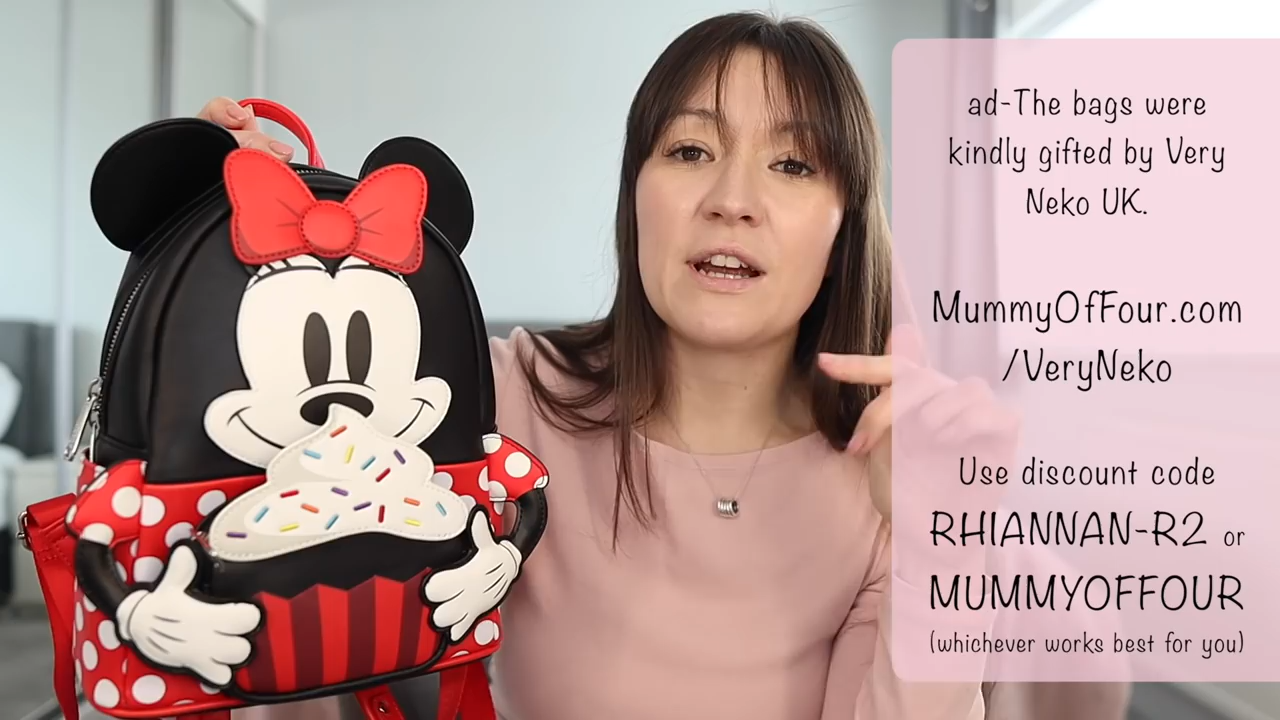 ad-The bags were
kindly gifted by Very
Neko UK.
MummyOfFour.com
/VeryNeko
Use discount code
RHIANNAN-R2 or
MUMMYOFFOUR
(whichever works best for you)